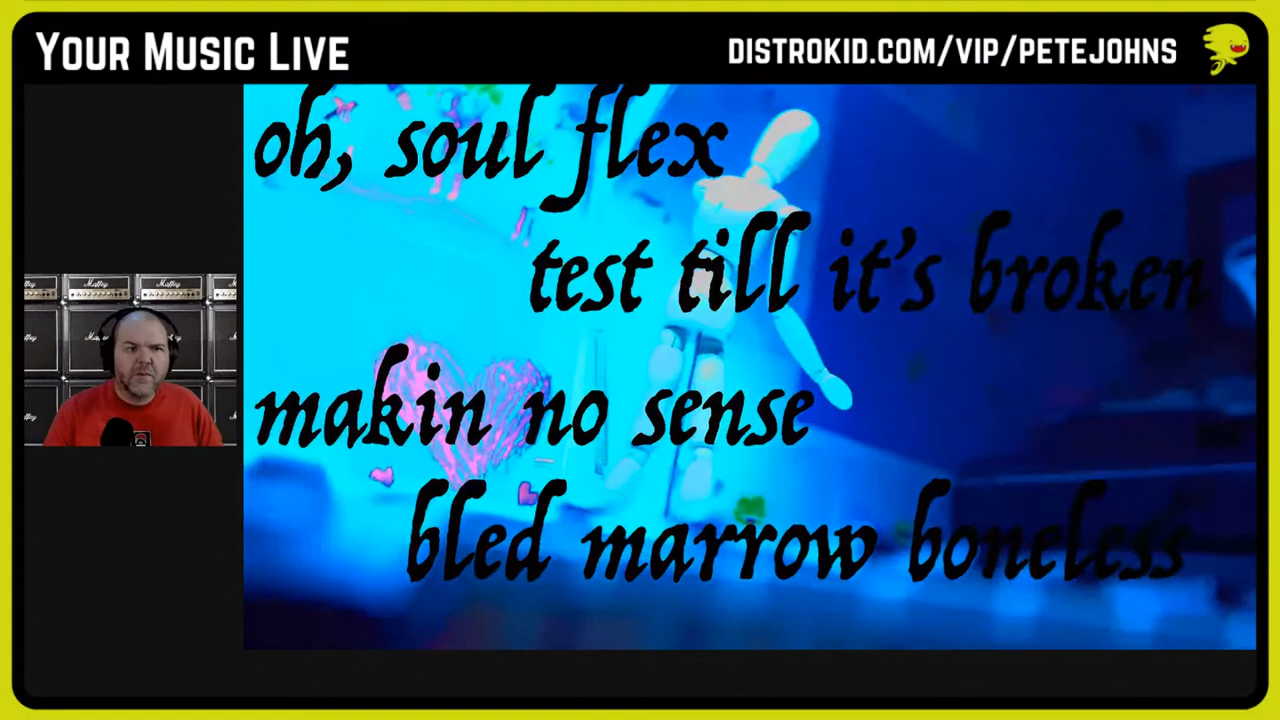 YOUR MUSIC LIVE
DISTROKID.COM/VIP/PETEJOHNS
oh, soul flex
test till it's broken
makin no sense
bled marrow boneless